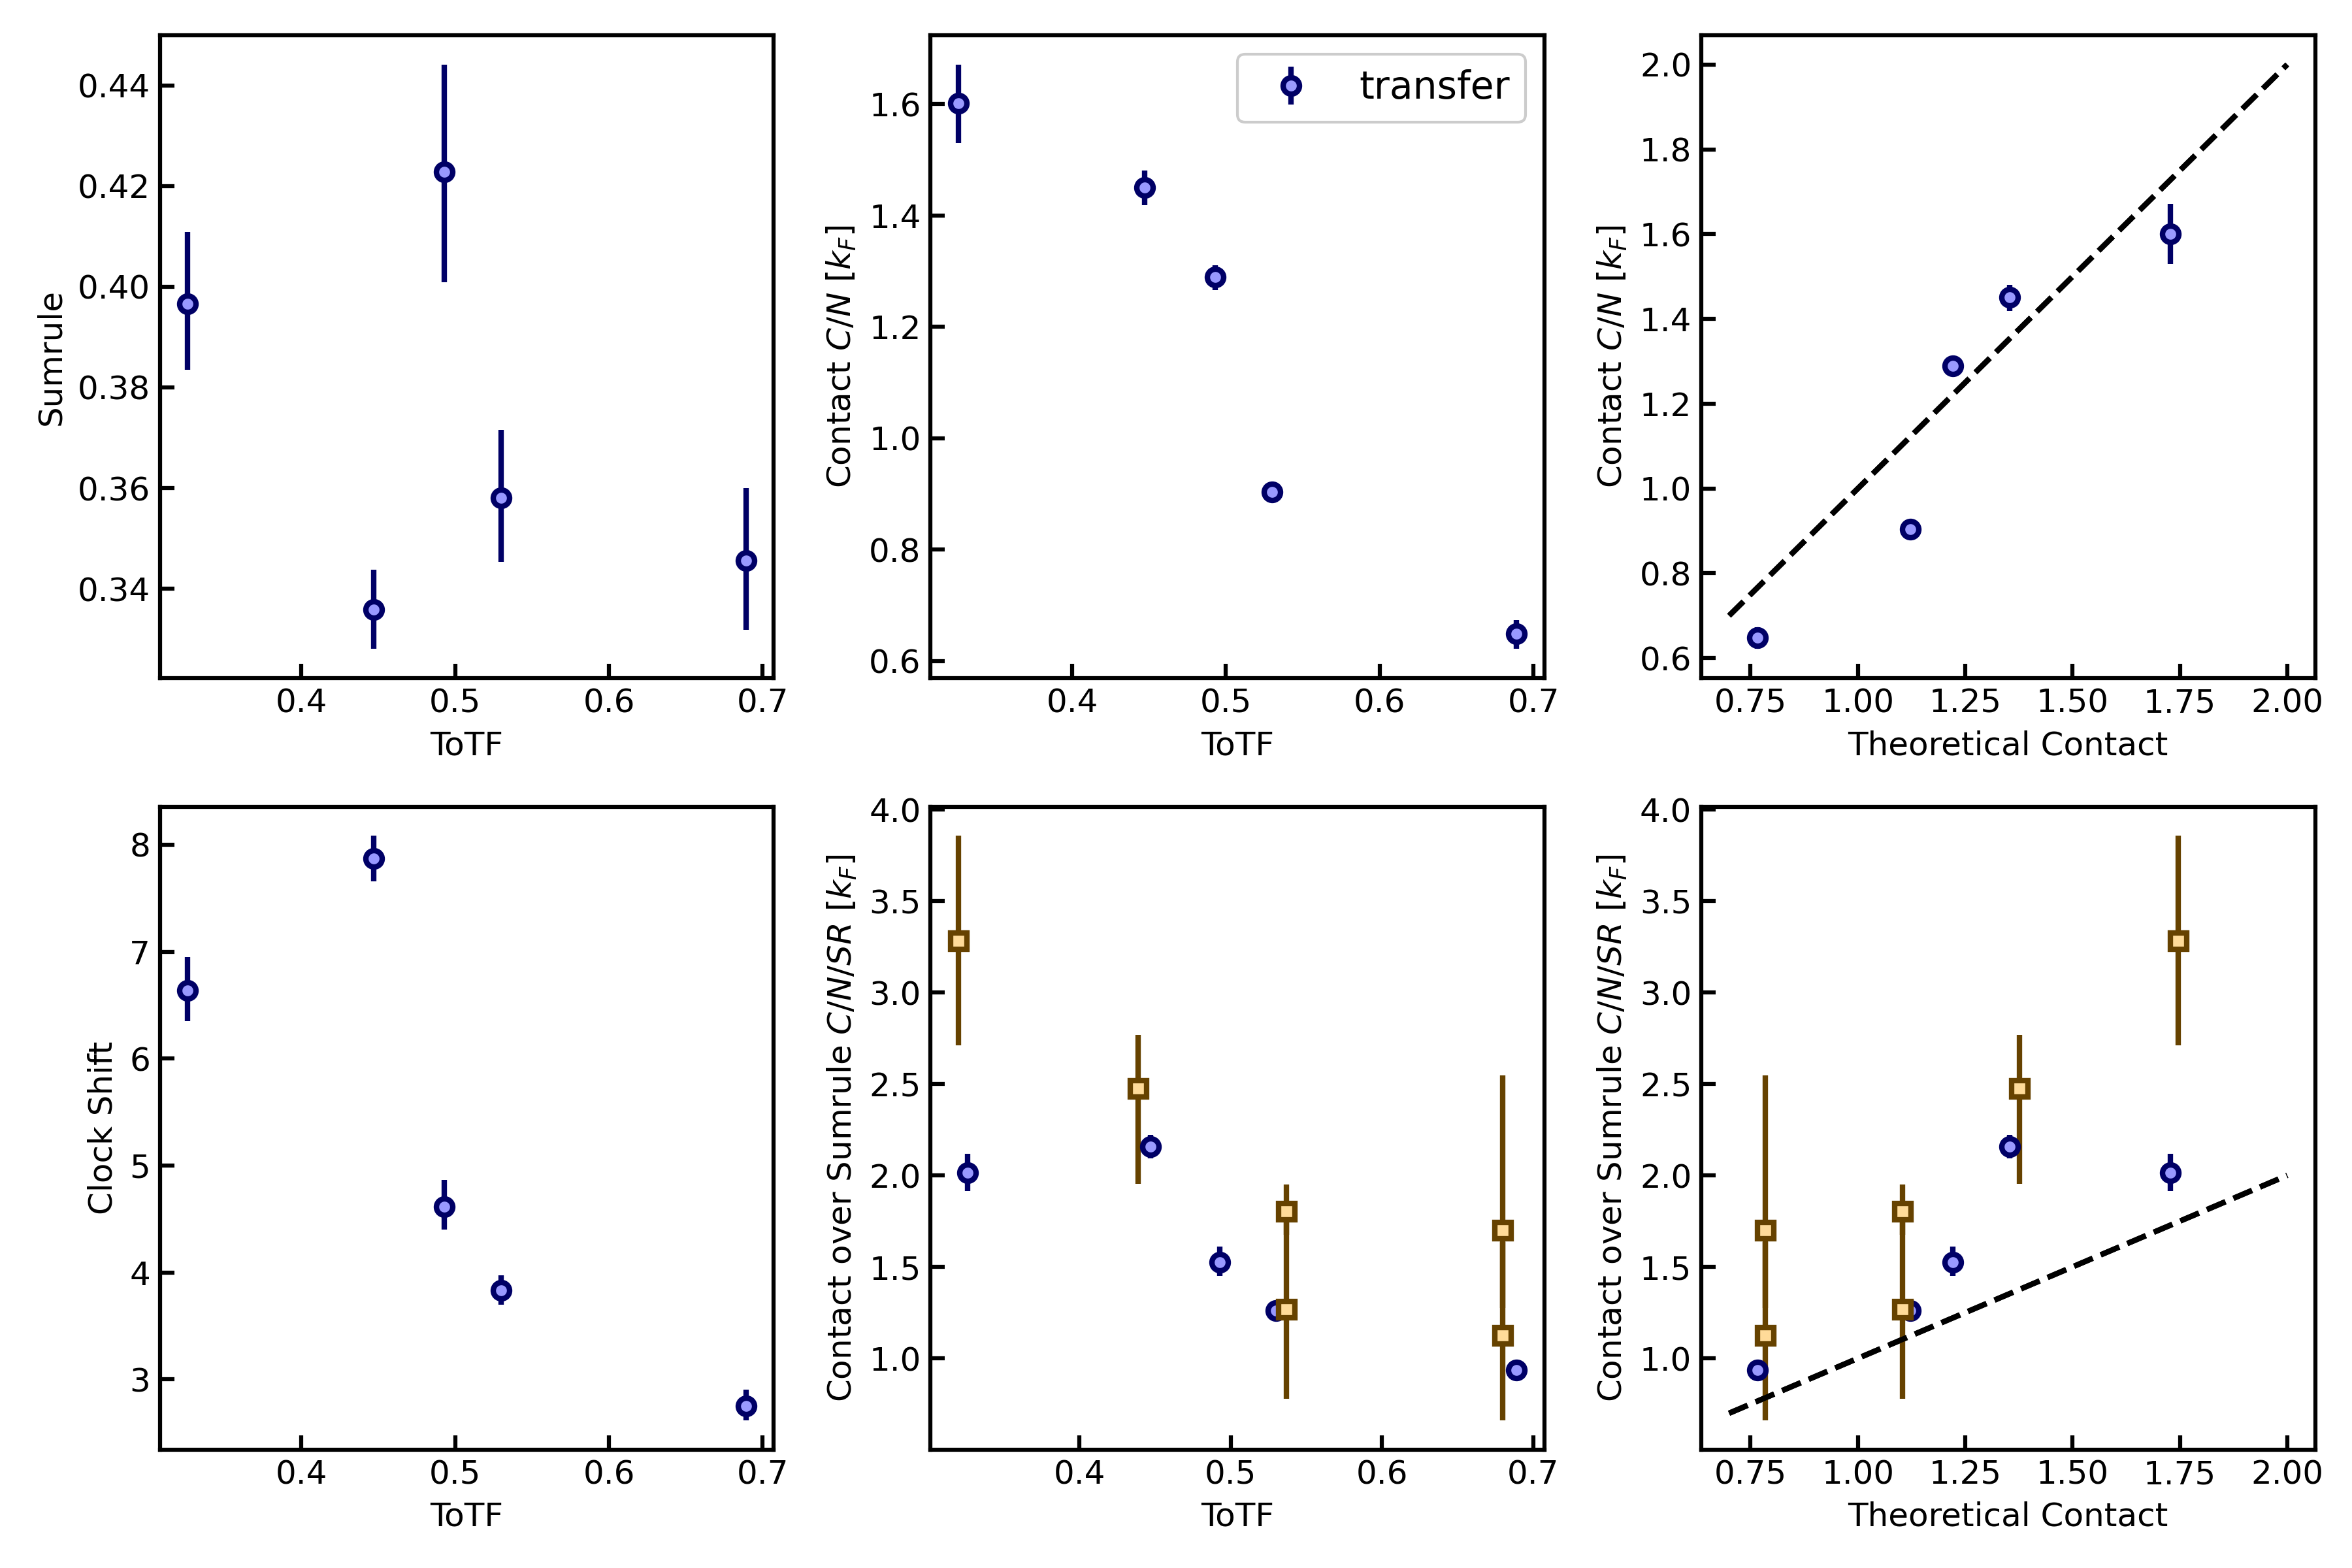 0.44
0.42
0.40
0.38
0.36
0.34
Sumrule
0.4 0.5 0.6 0.7
ToTF
transfer
1.6
1.4
1.2
1.0
0.8
0.6
Contact C/N [k_F]
0.4 0.5 0.6 0.7
ToTF
2.0
1.8
1.6
1.4
1.2
1.0
0.8
0.6
Contact C/N [k_F]
0.75 1.00 1.25 1.50 1.75 2.00
Theoretical Contact
8
7
6
5
4
3
Clock Shift
0.4 0.5 0.6 0.7
ToTF
4.0
3.5
3.0
2.5
2.0
1.5
1.0
Contact over Sumrule C/N/SR [k_F]
0.4 0.5 0.6 0.7
ToTF
4.0
3.5
3.0
2.5
2.0
1.5
1.0
Contact over Sumrule C/N/SR [k_F]
0.75 1.00 1.25 1.50 1.75 2.00
Theoretical Contact